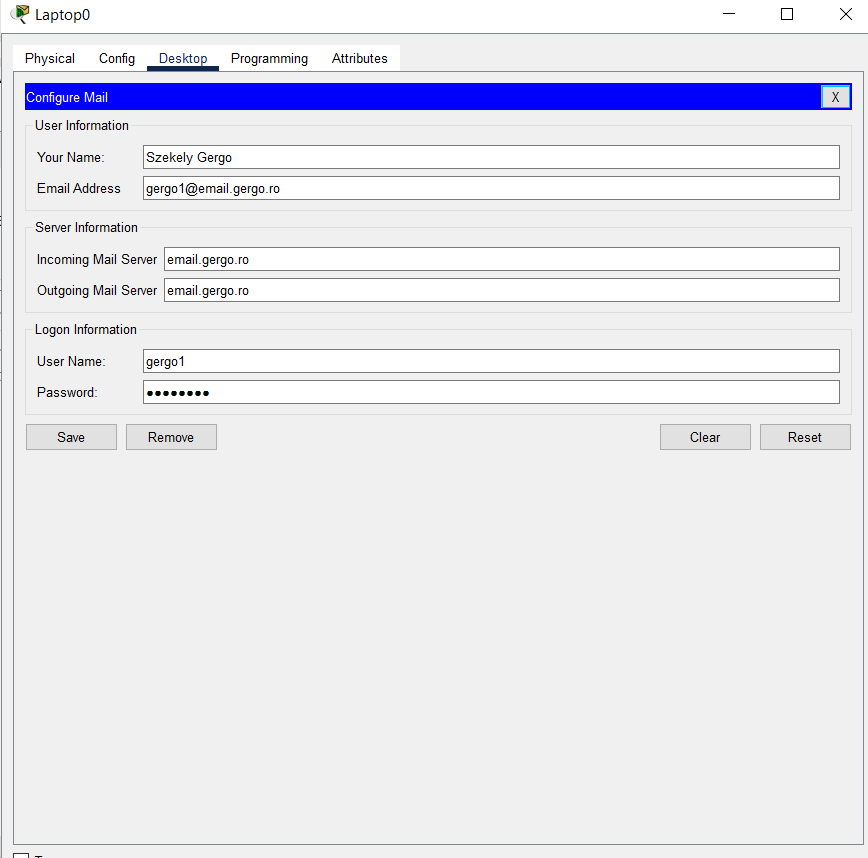 Laptop0
Physical Config Desktop Programming Attributes
Configure Mail X
User Information
Your Name: Szekely Gergo
Email Address gergo1@email.gergo.ro
Server Information
Incoming Mail Server email.gergo.ro
Outgoing Mail Server email.gergo.ro
Logon Information
User Name: gergo1
Password: ●●●●●●●●
Save Remove Clear Reset